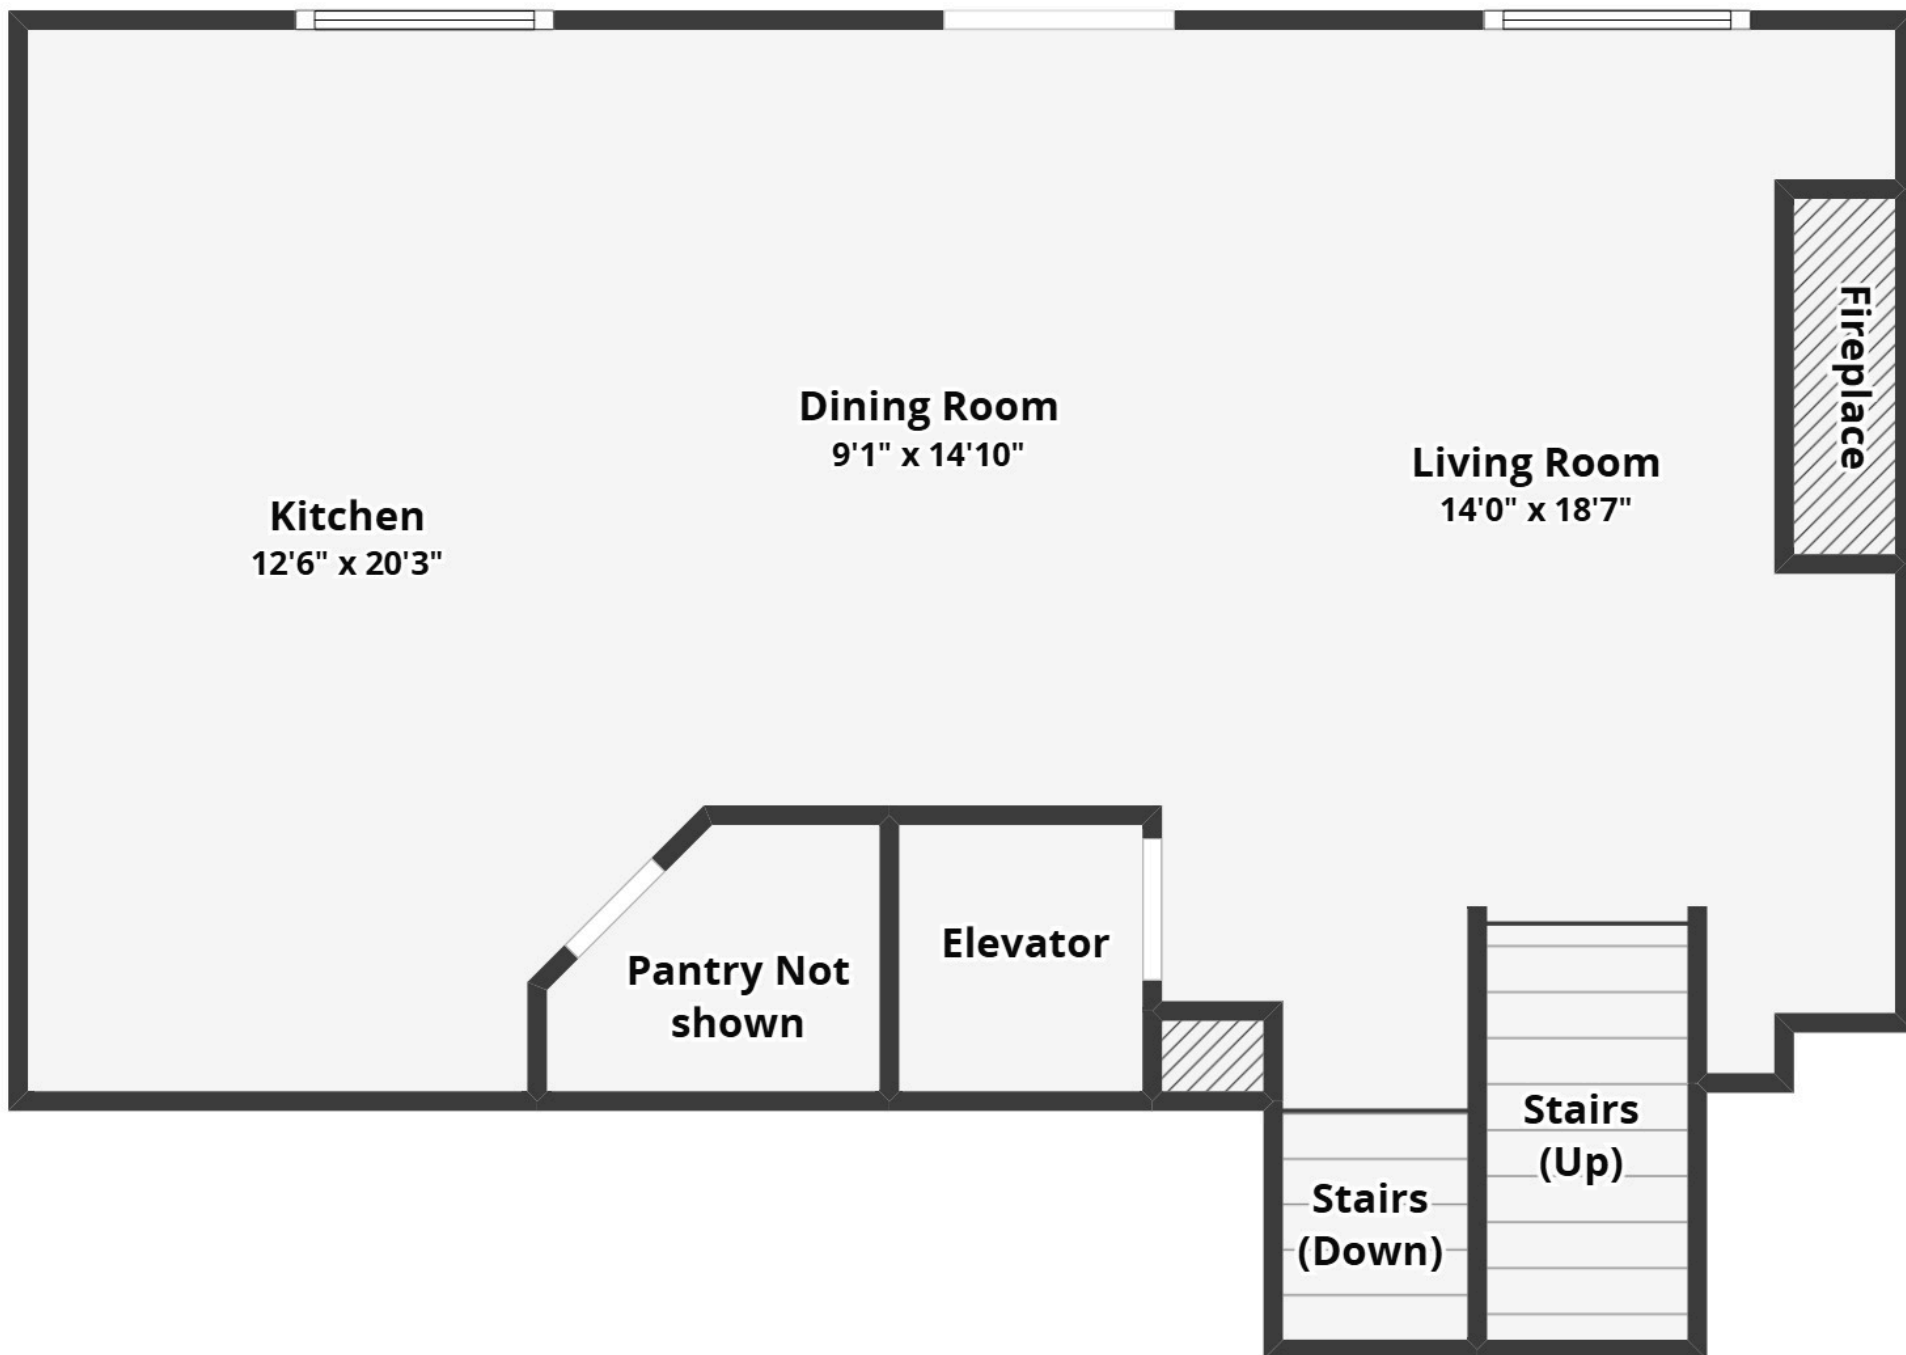 Dining Room
9'1" x 14'10"
Living Room
14'0" x 18'7"
Fireplace
Kitchen
12'6" x 20'3"
Pantry Not
shown
Elevator
Stairs
(Up)
Stairs
(Down)